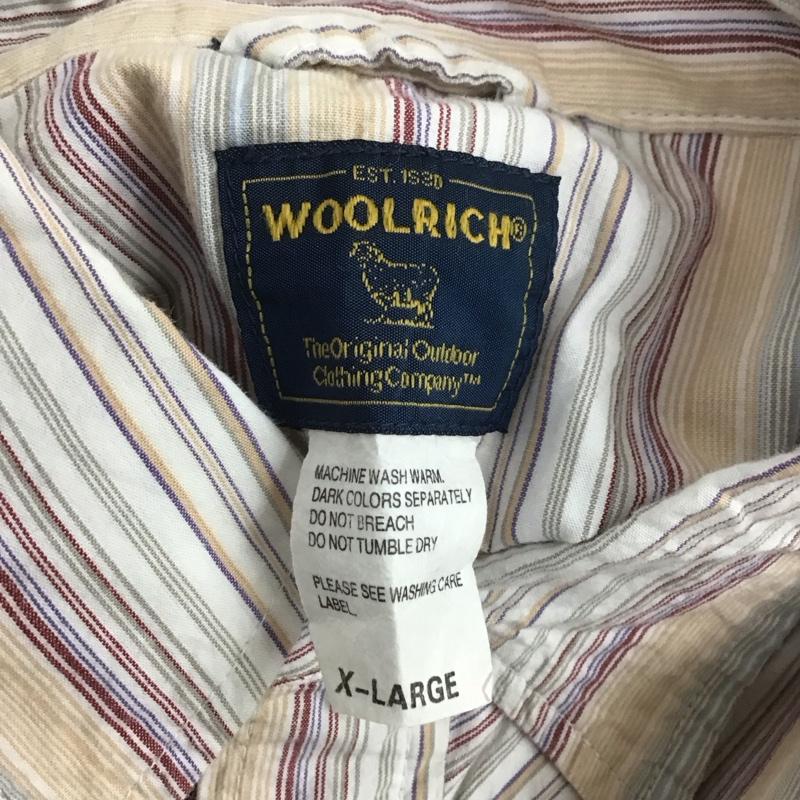 EST. 1830
WOOLRICH®
The Original Outdoor
Clothing Company™
MACHINE WASH WARM.
DARK COLORS SEPARATELY
DO NOT BREACH
DO NOT TUMBLE DRY
PLEASE SEE WASHING CARE
LABEL.
X-LARGE